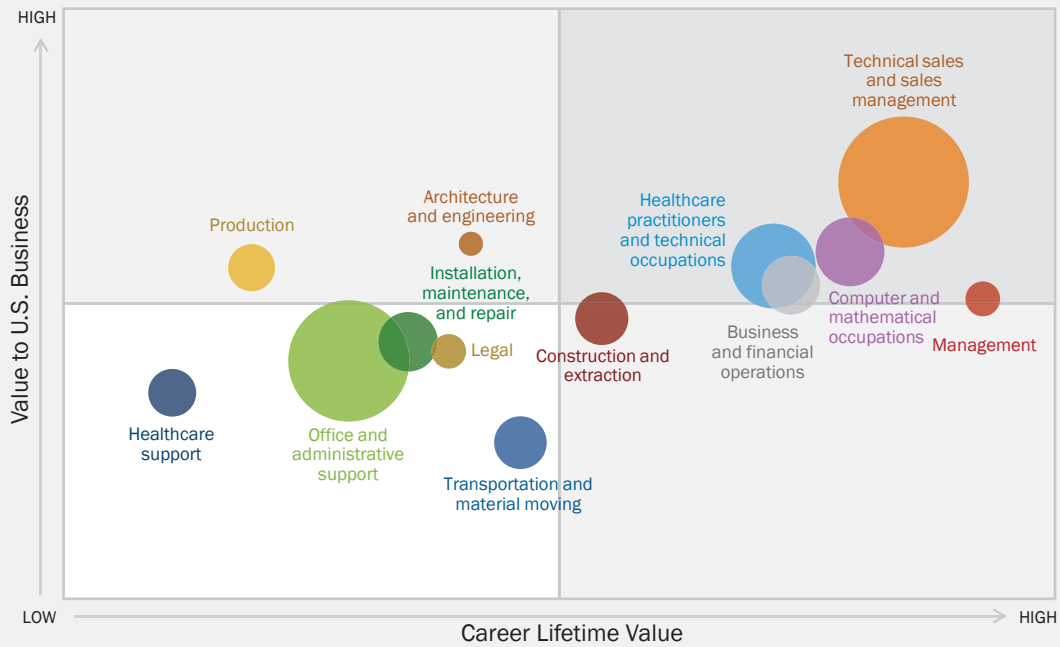 HIGH
Technical sales
and sales
management
Healthcare
practitioners
and technical
occupations
Architecture
and engineering
Production
Installation,
maintenance,
and repair
Computer and
mathematical
occupations
Management
Business
and financial
operations
Construction and
extraction
Legal
Value to U.S. Business
Healthcare
support
Office and
administrative
support
Transportation and
material moving
LOW
HIGH
Career Lifetime Value